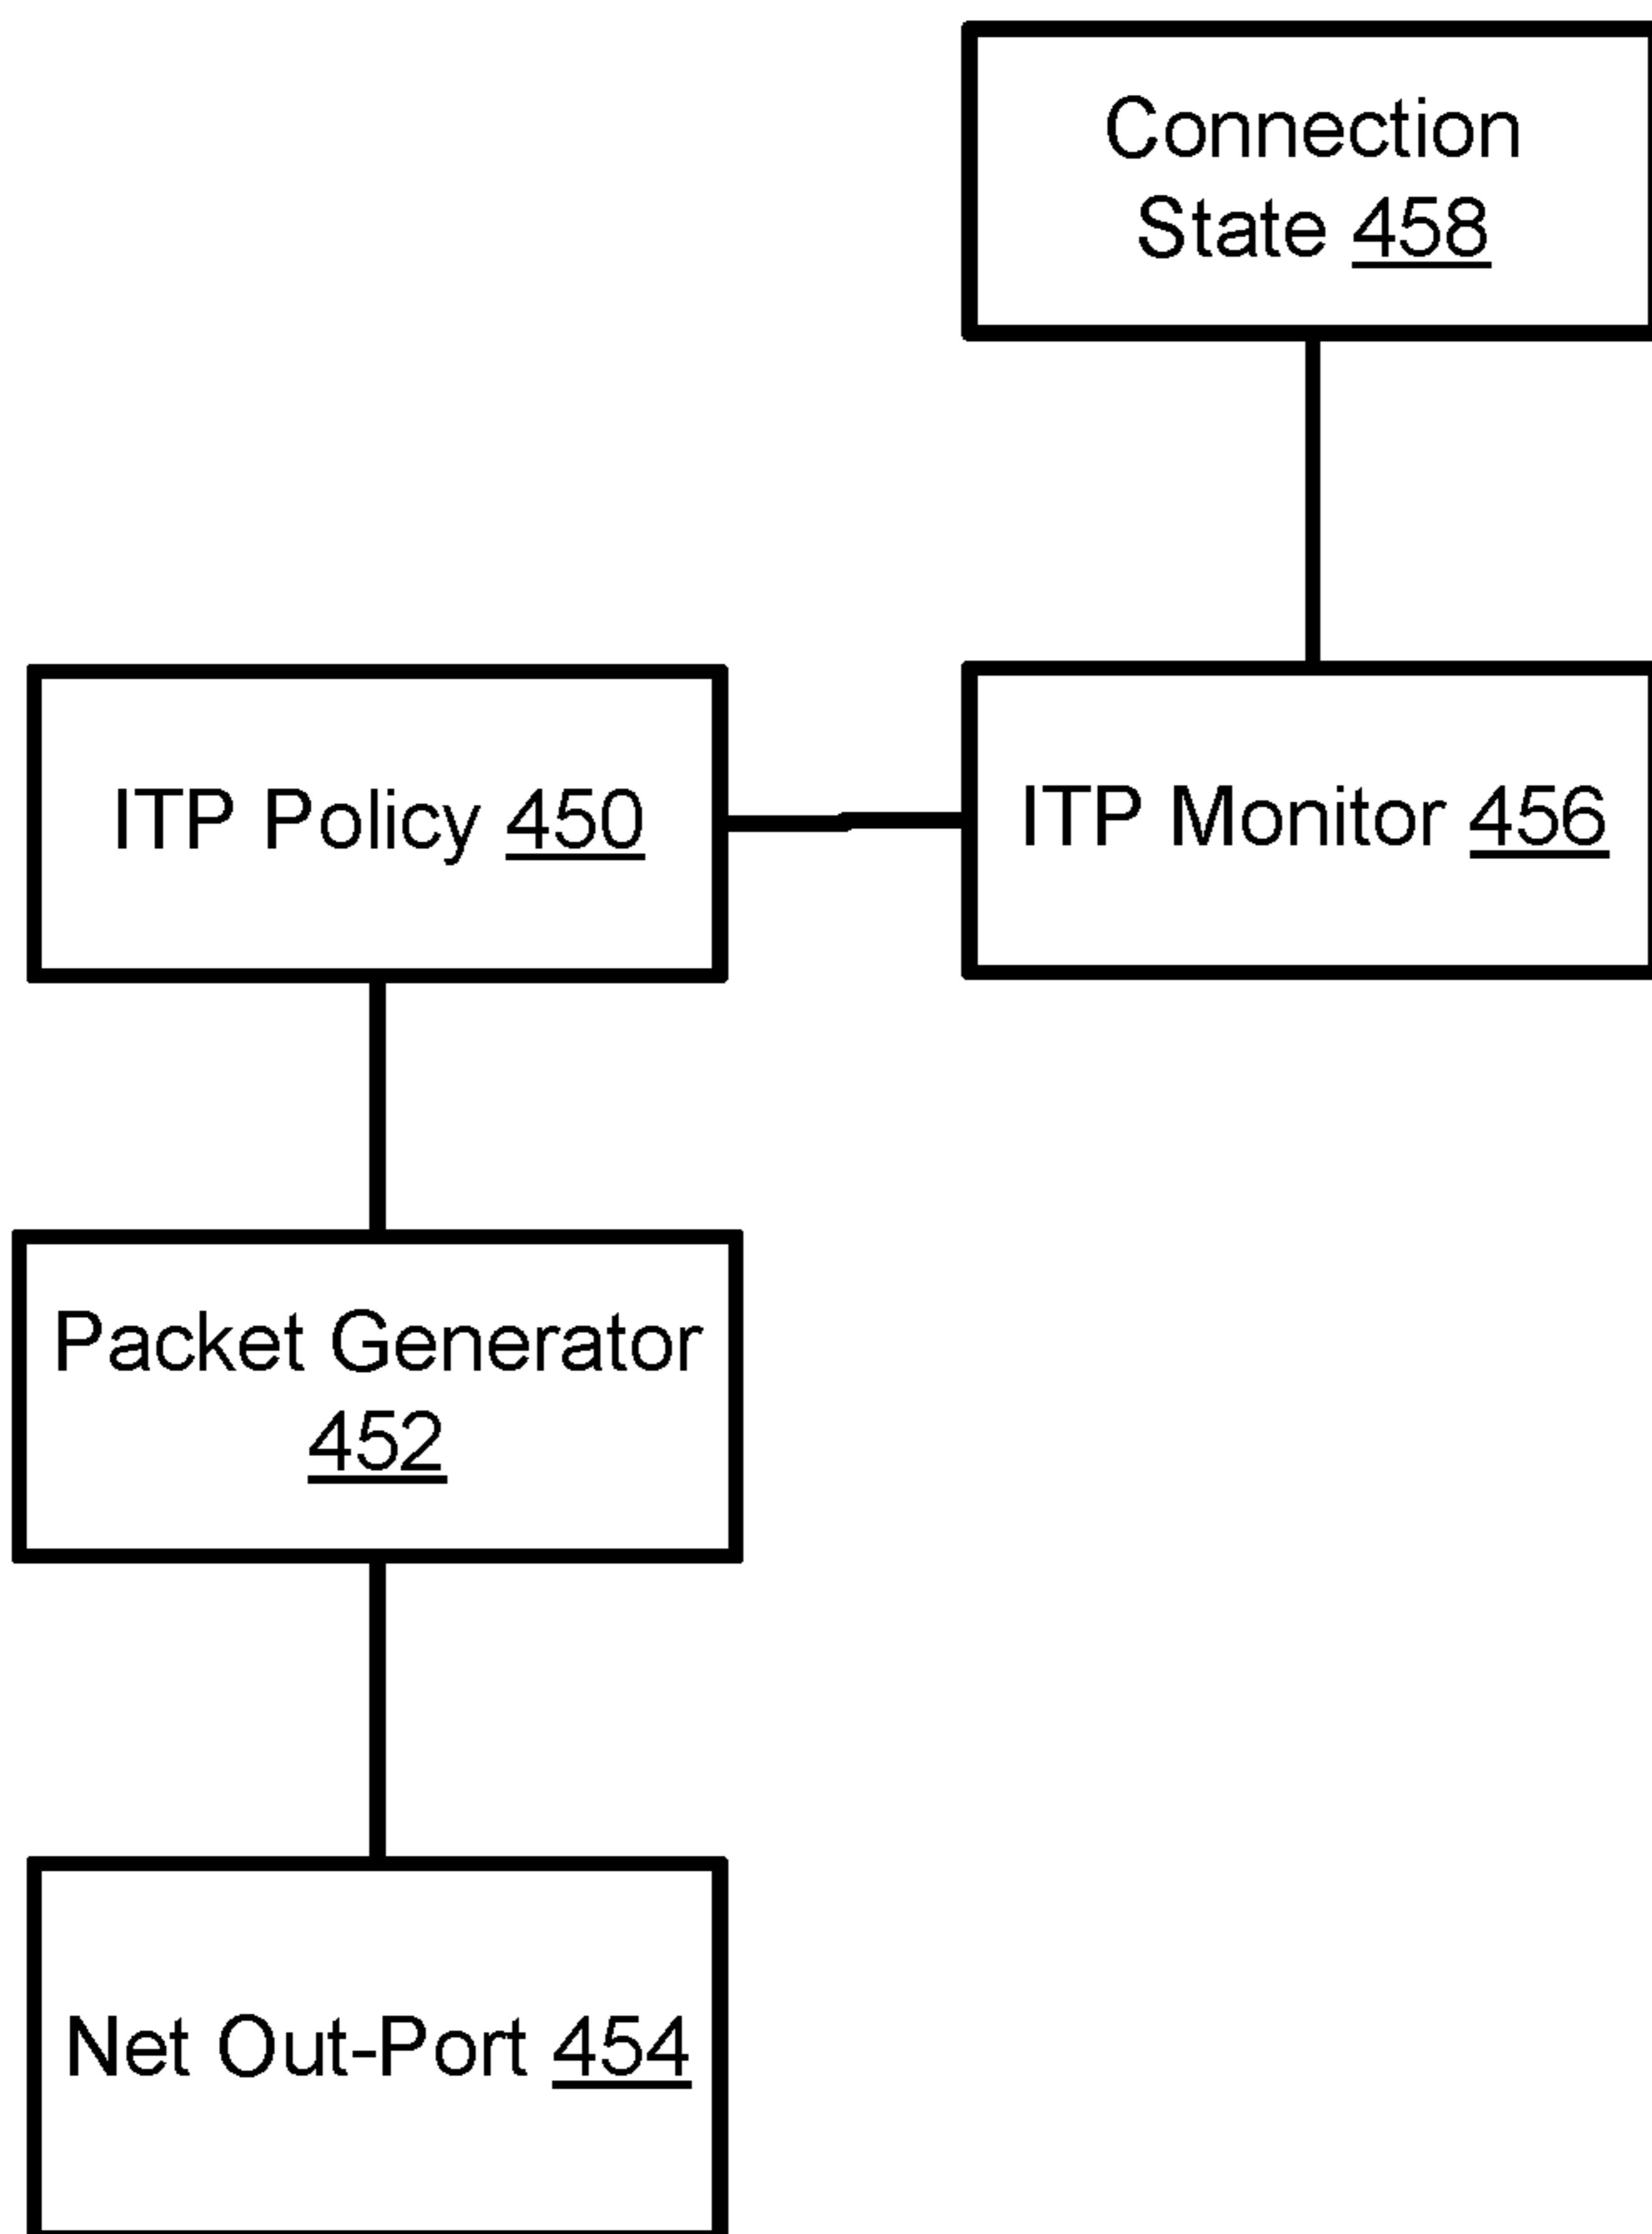 Connection
State 458
ITP Policy 450
ITP Monitor 456
Packet Generator
452
Net Out-Port 454